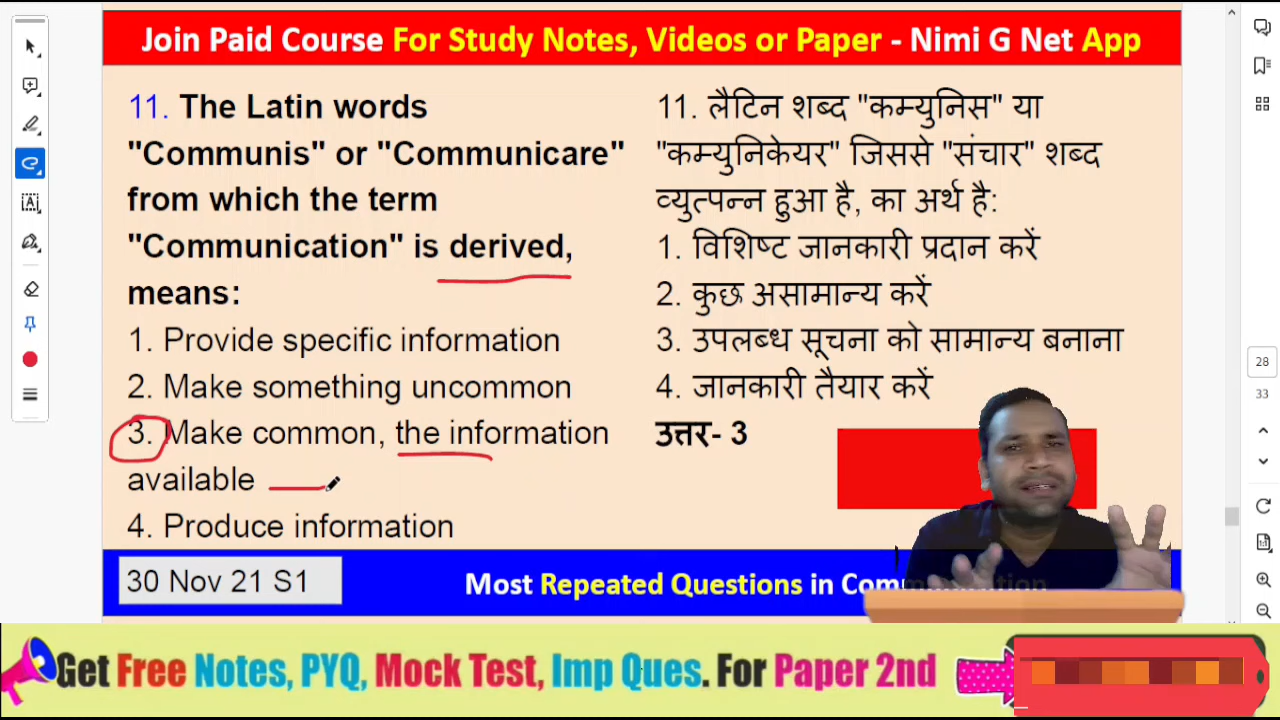 Join Paid Course For Study Notes, Videos or Paper - Nimi G Net App
11. The Latin words
"Communis" or "Communicare"
from which the term
"Communication" is derived,
means:
1. Provide specific information
2. Make something uncommon
3. Make common, the information
available
4. Produce information
11. लैटिन शब्द "कम्युनिस" या
"कम्युनिकेयर" जिससे "संचार" शब्द
व्युत्पन्न हुआ है, का अर्थ है:
1. विशिष्ट जानकारी प्रदान करें
2. कुछ असामान्य करें
3. उपलब्ध सूचना को सामान्य बनाना
4. जानकारी तैयार करें
उत्तर- 3
28
33
30 Nov 21 S1
Most Repeated Questions in
Get Free Notes, PYQ, Mock Test, Imp Ques. For Paper 2nd